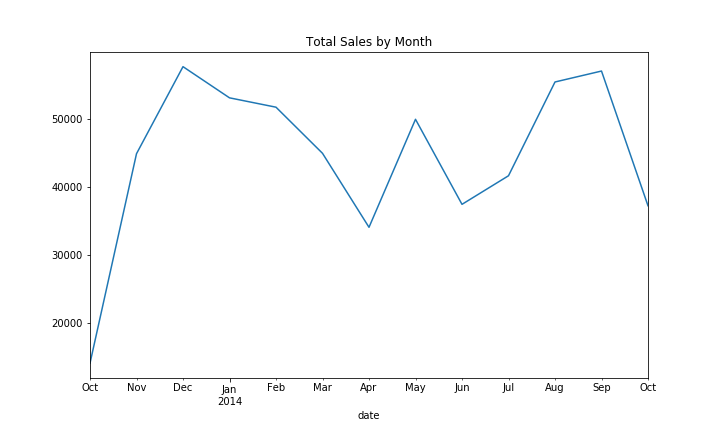 Total Sales by Month
50000
40000
30000
20000
Oct Nov Dec Jan Feb Mar Apr May Jun Jul Aug Sep Oct
2014
date